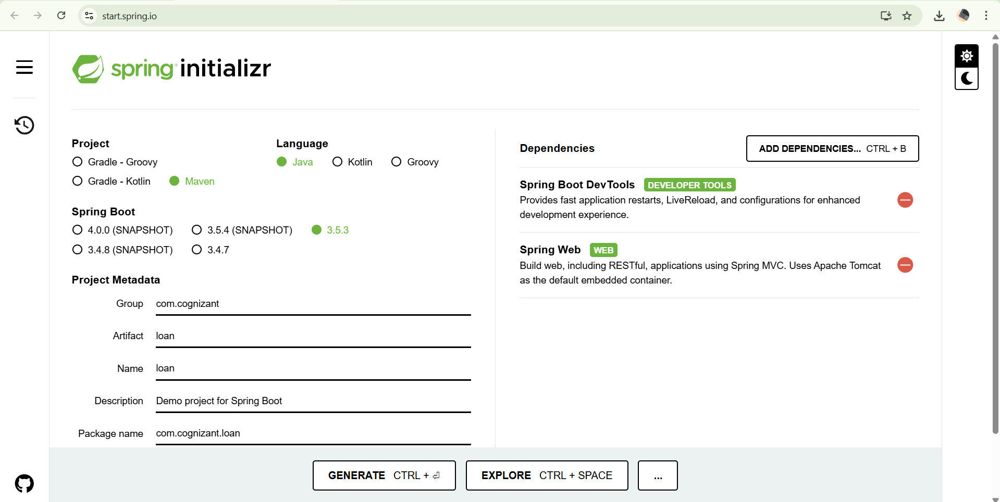 start.spring.io
spring initializr
Project
Gradle - Groovy
Gradle - Kotlin Maven
Language
Java Kotlin Groovy
Spring Boot
4.0.0 (SNAPSHOT) 3.5.4 (SNAPSHOT) 3.5.3
3.4.8 (SNAPSHOT) 3.4.7
Project Metadata
Group com.cognizant
Artifact loan
Name loan
Description Demo project for Spring Boot
Package name com.cognizant.loan
Dependencies
ADD DEPENDENCIES... CTRL + B
Spring Boot DevTools DEVELOPER TOOLS
Provides fast application restarts, LiveReload, and configurations for enhanced
development experience.
Spring Web WEB
Build web, including RESTful, applications using Spring MVC. Uses Apache Tomcat
as the default embedded container.
GENERATE CTRL + ⏎
EXPLORE CTRL + SPACE
...